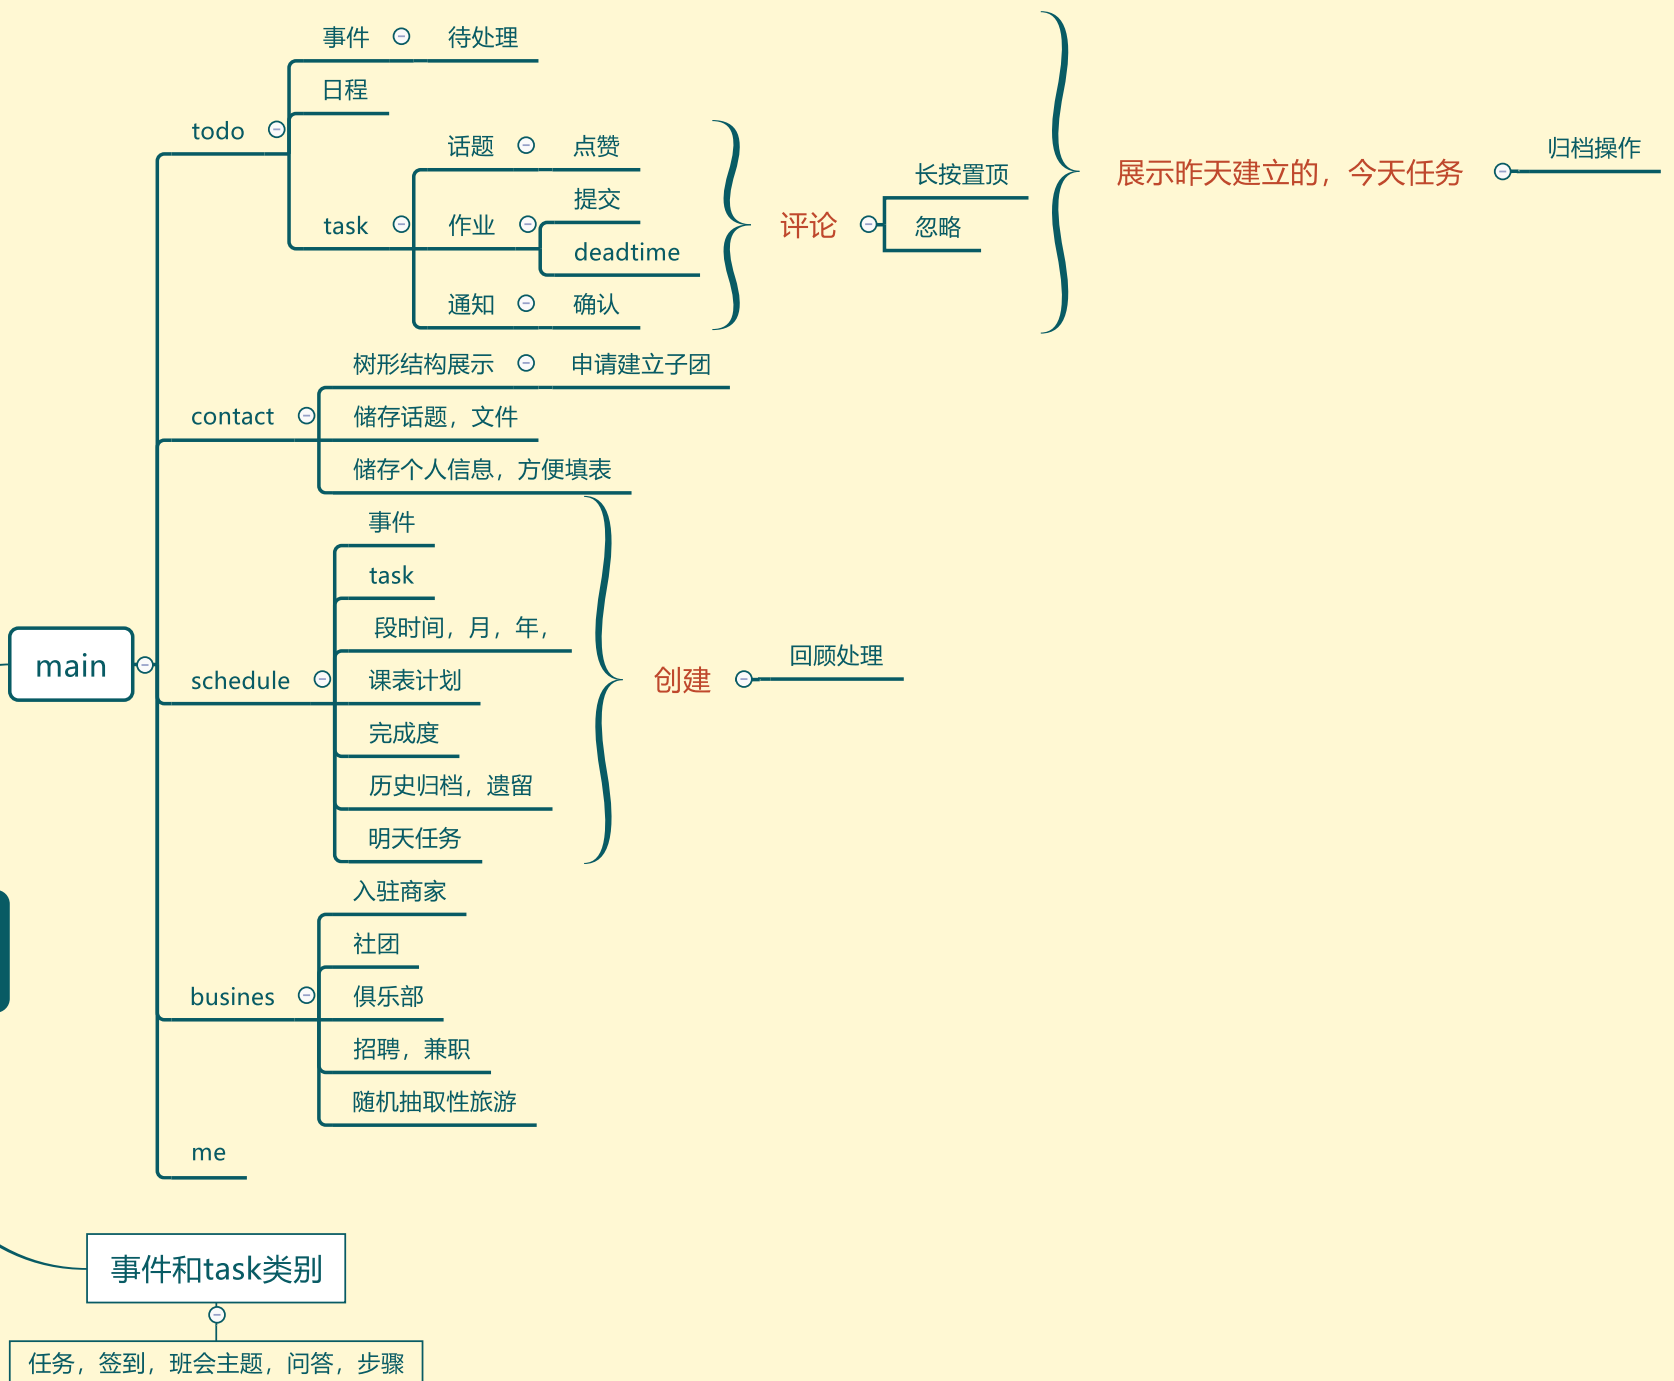 main
todo
事件
待处理
日程
task
话题
点赞
作业
提交
deadtime
通知
确认
评论
长按置顶
忽略
展示昨天建立的，今天任务
归档操作
contact
树形结构展示
申请建立子团
储存话题，文件
储存个人信息，方便填表
schedule
事件
task
段时间，月，年，
课表计划
完成度
历史归档，遗留
明天任务
创建
回顾处理
busines
入驻商家
社团
俱乐部
招聘，兼职
随机抽取性旅游
me
事件和task类别
任务，签到，班会主题，问答，步骤